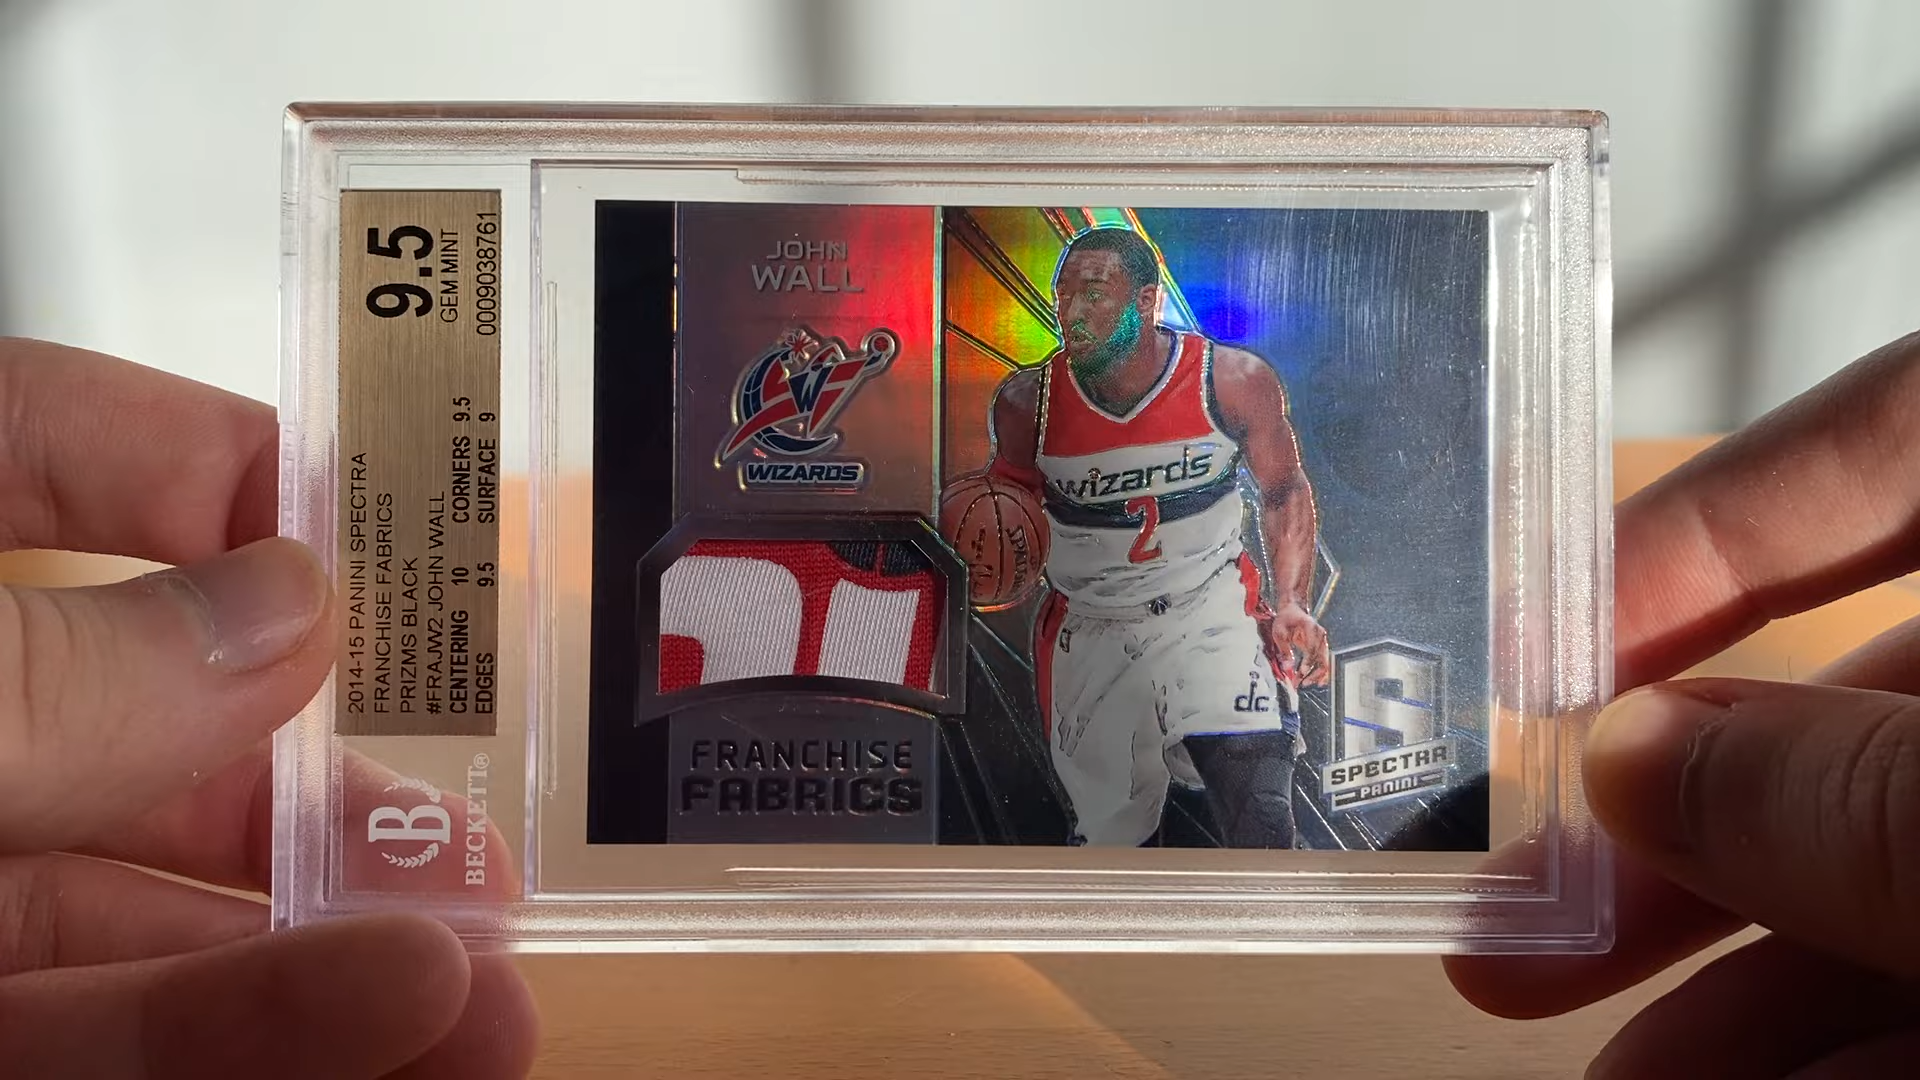 2014-15 PANINI SPECTRA
FRANCHISE FABRICS
PRIZMS BLACK
#FRAJW2 JOHN WALL
CENTERING 10 CORNERS 9.5
EDGES 9.5 SURFACE 9
9.5
GEM MINT
0009038761
B
BECKETT®
JOHN
WALL
W
WIZARDS
FRANCHISE
FABRICS
wizards
2
dc
S
SPECTRA
PANINI